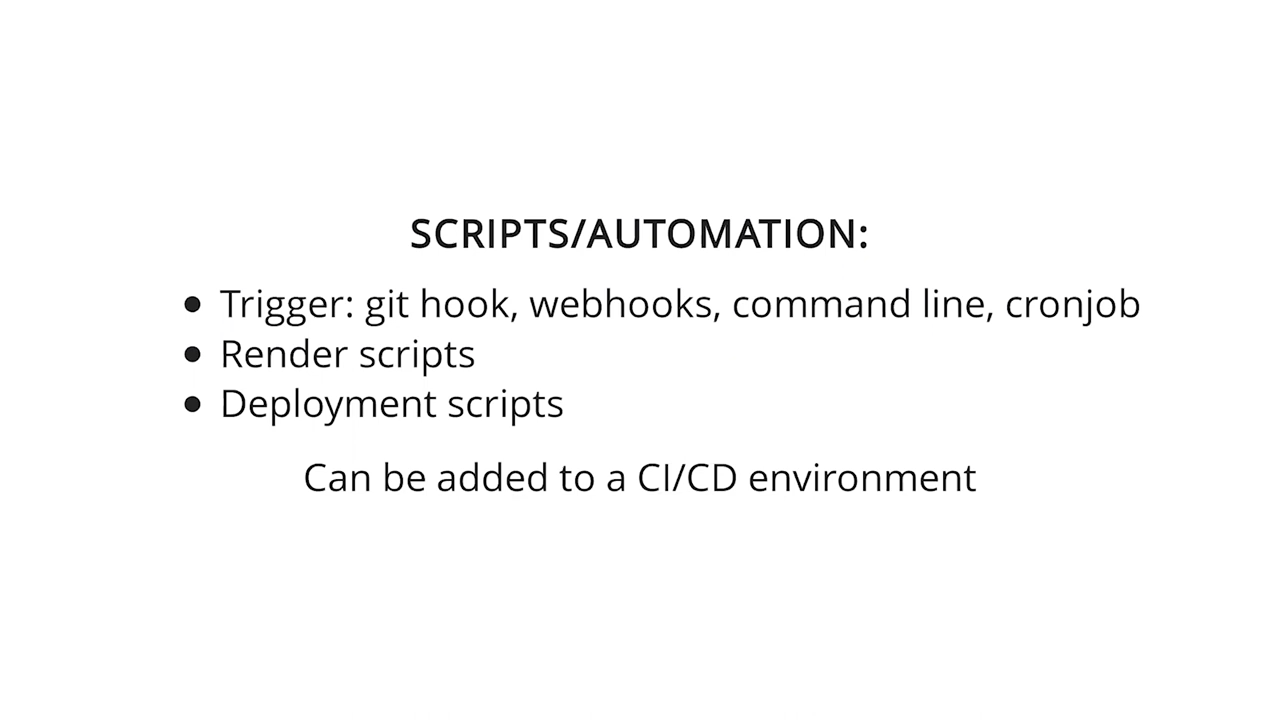 SCRIPTS/AUTOMATION:
● Trigger: git hook, webhooks, command line, cronjob
● Render scripts
● Deployment scripts
Can be added to a CI/CD environment